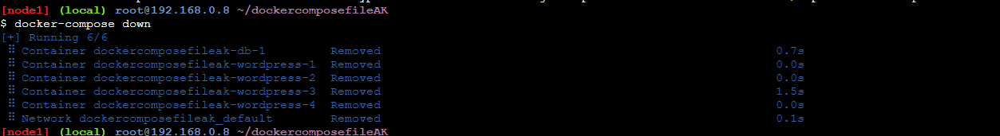 [node1] (local) root@192.168.0.8 ~/dockercomposefileAK
$ docker-compose down
[+] Running 6/6
⠿ Container dockercomposefileak-db-1 Removed 0.7s
⠿ Container dockercomposefileak-wordpress-1 Removed 0.0s
⠿ Container dockercomposefileak-wordpress-2 Removed 0.0s
⠿ Container dockercomposefileak-wordpress-3 Removed 1.5s
⠿ Container dockercomposefileak-wordpress-4 Removed 0.0s
⠿ Network dockercomposefileak_default Removed 0.1s
[node1] (local) root@192.168.0.8 ~/dockercomposefileAK